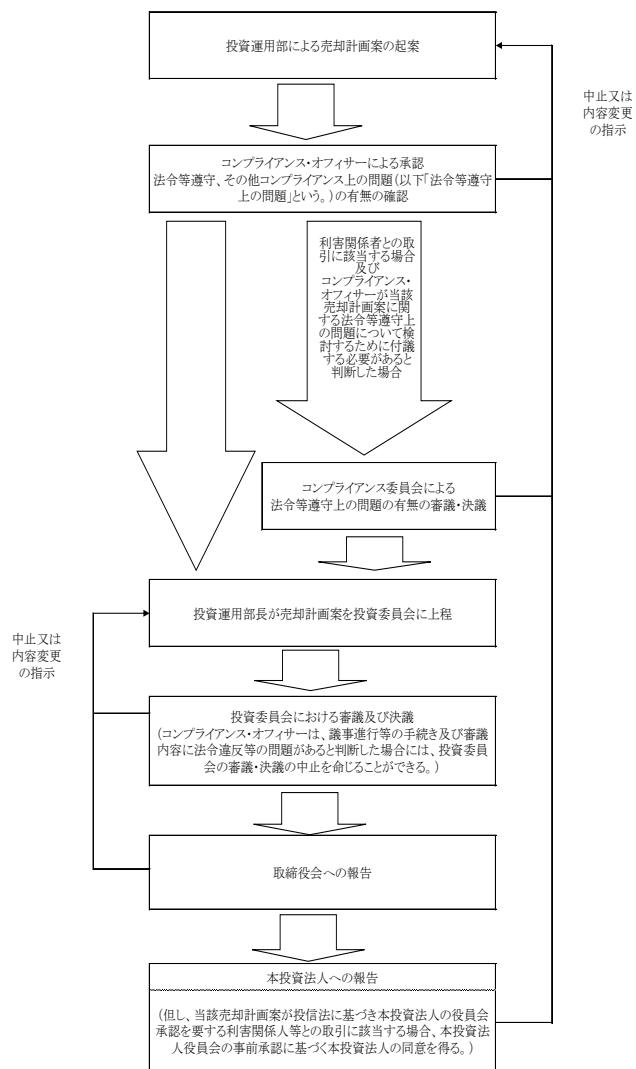 投資運用部による売却計画案の起案
中止又は
内容変更
の指示
コンプライアンス・オフィサーによる承認
法令等遵守、その他コンプライアンス上の問題(以下「法令等遵守
上の問題」という。)の有無の確認
利害関係者との取
引に該当する場合
及び
コンプライアンス・
オフィサーが当該
売却計画案に関
する法令等遵守上
の問題について検
討するために付議
する必要があると
判断した場合
コンプライアンス委員会による
法令等遵守上の問題の有無の審議・決議
投資運用部長が売却計画案を投資委員会に上程
中止又は
内容変更
の指示
投資委員会における審議及び決議
(コンプライアンス・オフィサーは、議事進行等の手続き及び審議
内容に法令違反等の問題があると判断した場合には、投資委員
会の審議・決議の中止を命じることができる。)
取締役会への報告
本投資法人への報告
(但し、当該売却計画案が投信法に基づき本投資法人の役員会
承認を要する利害関係人等との取引に該当する場合、本投資法
人役員会の事前承認に基づく本投資法人の同意を得る。)